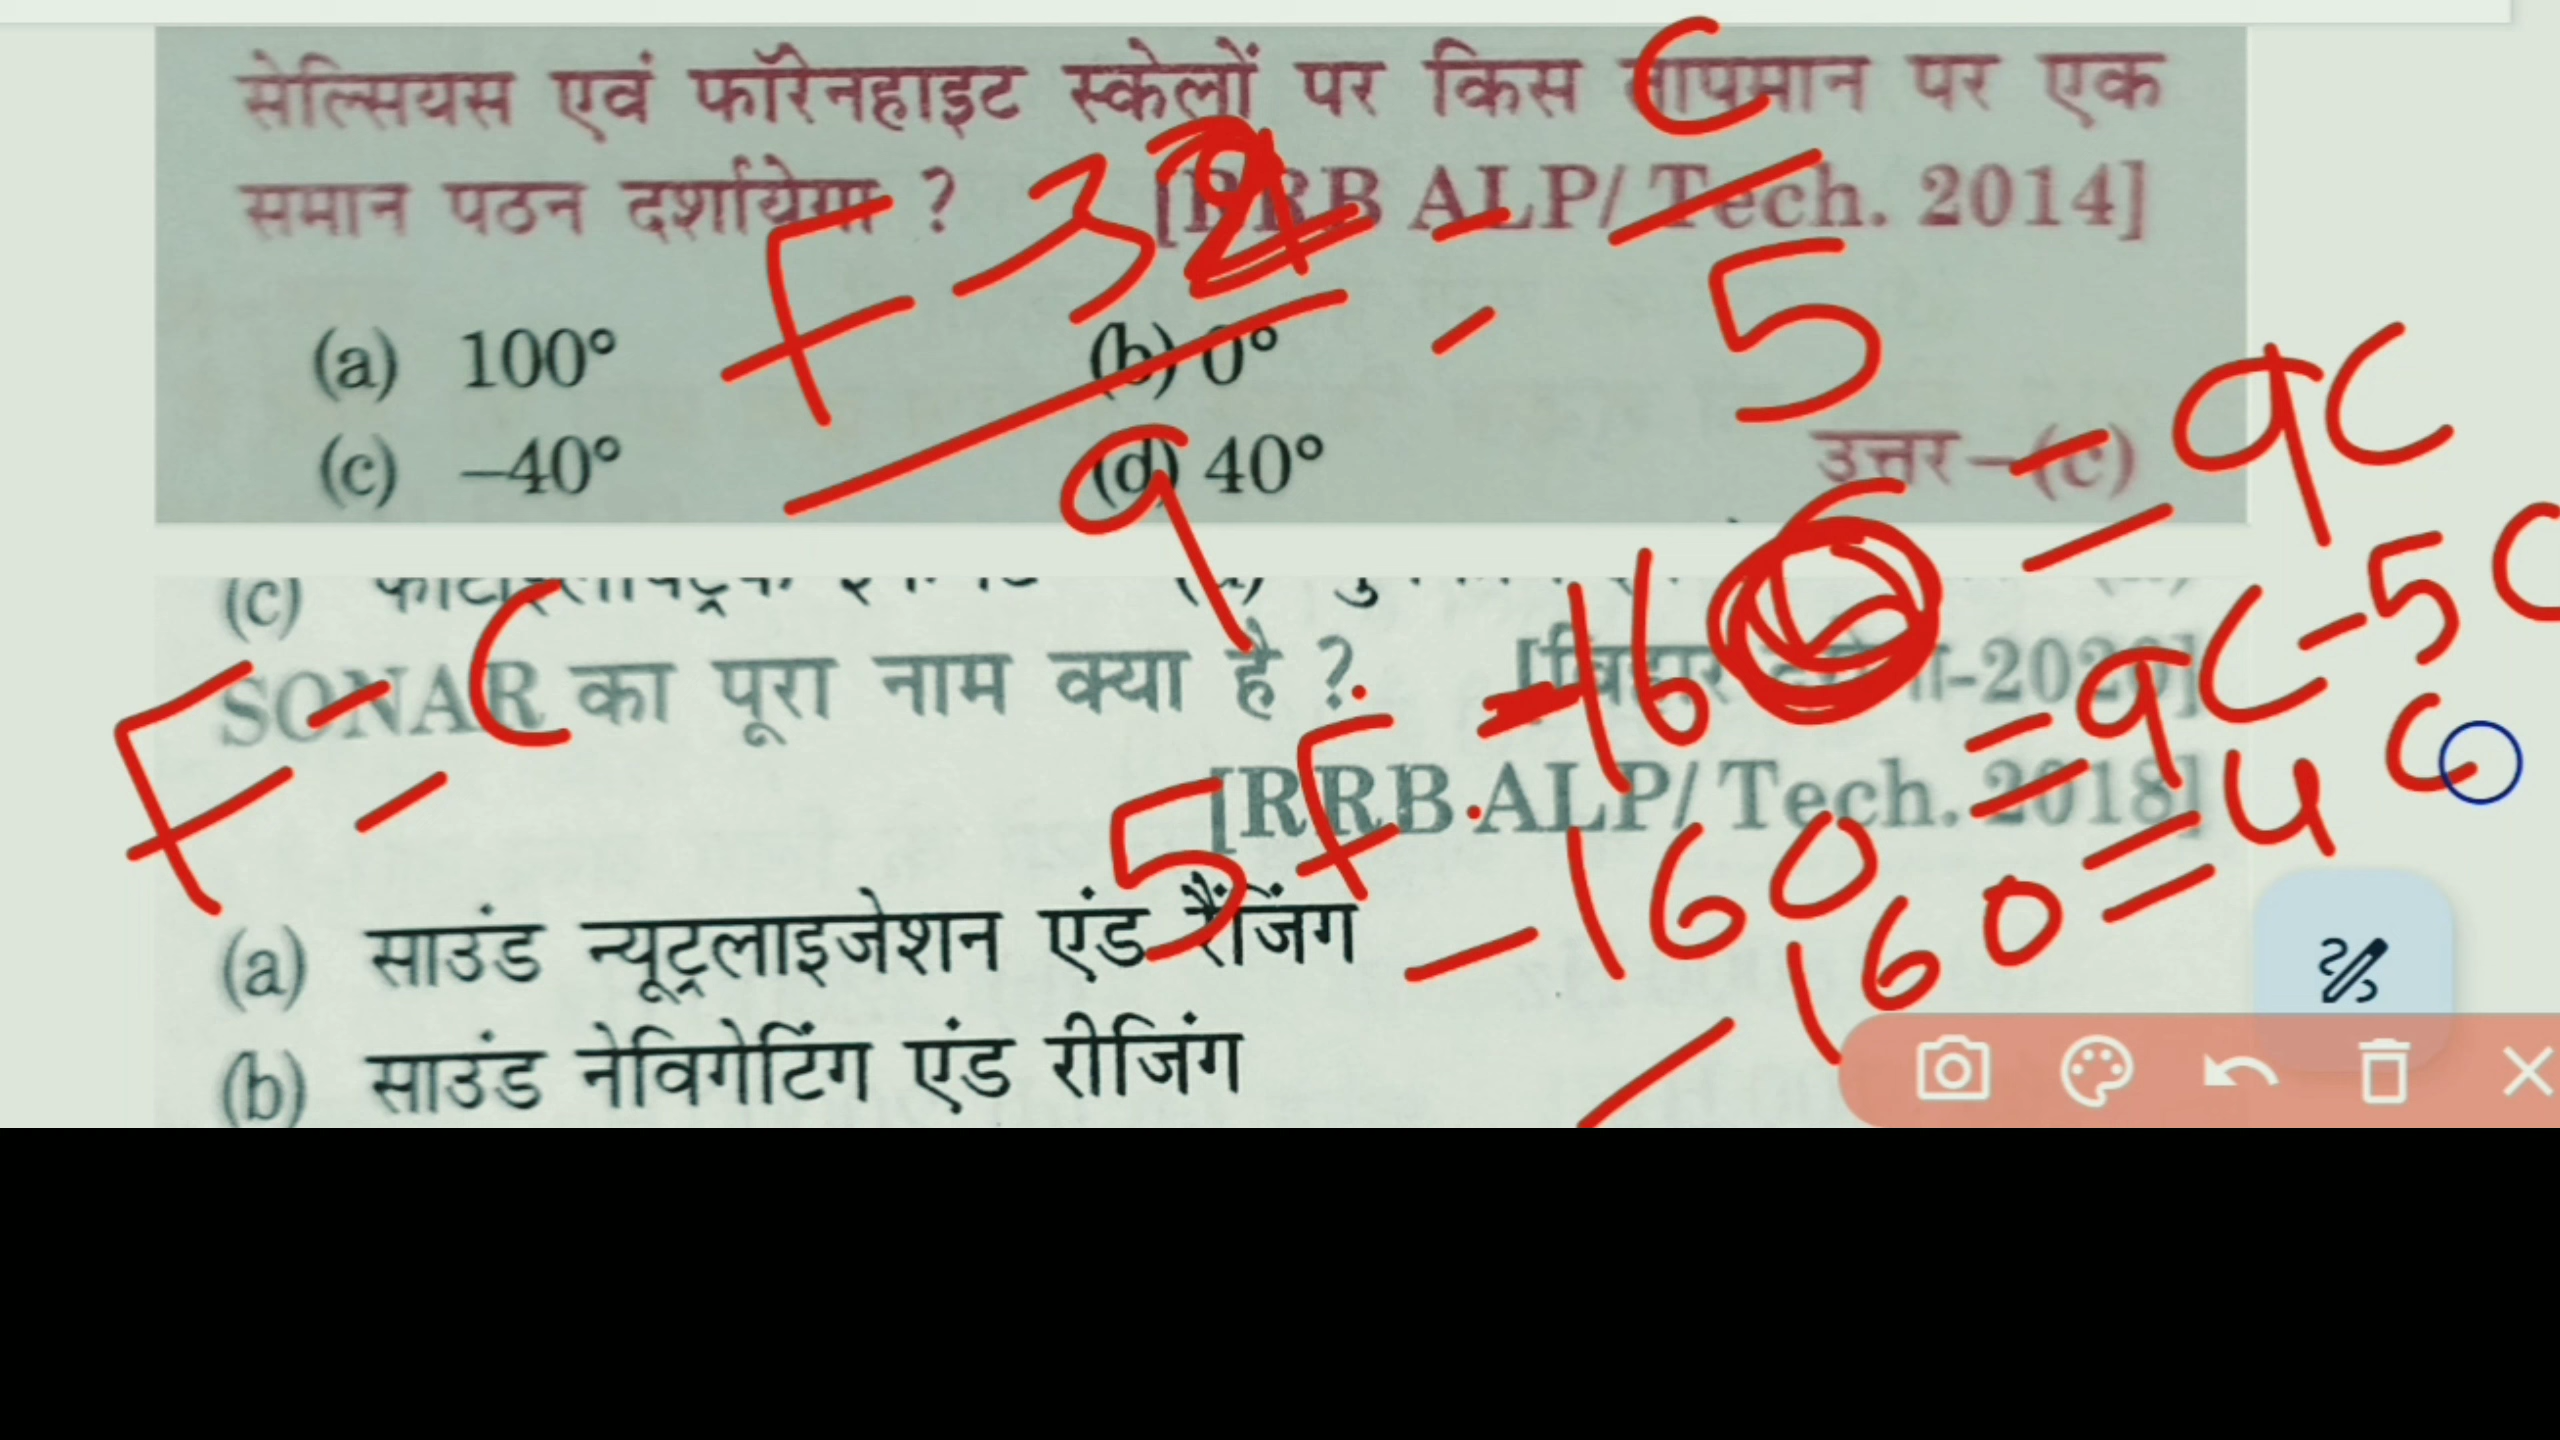 सेल्सियस एवं फॉरेनहाइट स्केलों पर किस तापमान पर एक
समान पठन दर्शायेगा ? [RRB ALP/ Tech. 2014]
(a) 100° (b) 0°
(c) –40° (d) 40° उत्तर–(c)
F - 32 = C
9 5
= 9C
(c)
SONAR का पूरा नाम क्या है ? [बिहार -2020]
F = C
5F - 160 = 9C
[RRB ALP/ Tech. 2018]
- 160 = 9C - 5C
- 160 = 4C
(a) साउंड न्यूट्रलाइजेशन एंड रैंजिंग
(b) साउंड नेविगेटिंग एंड रीजिंग